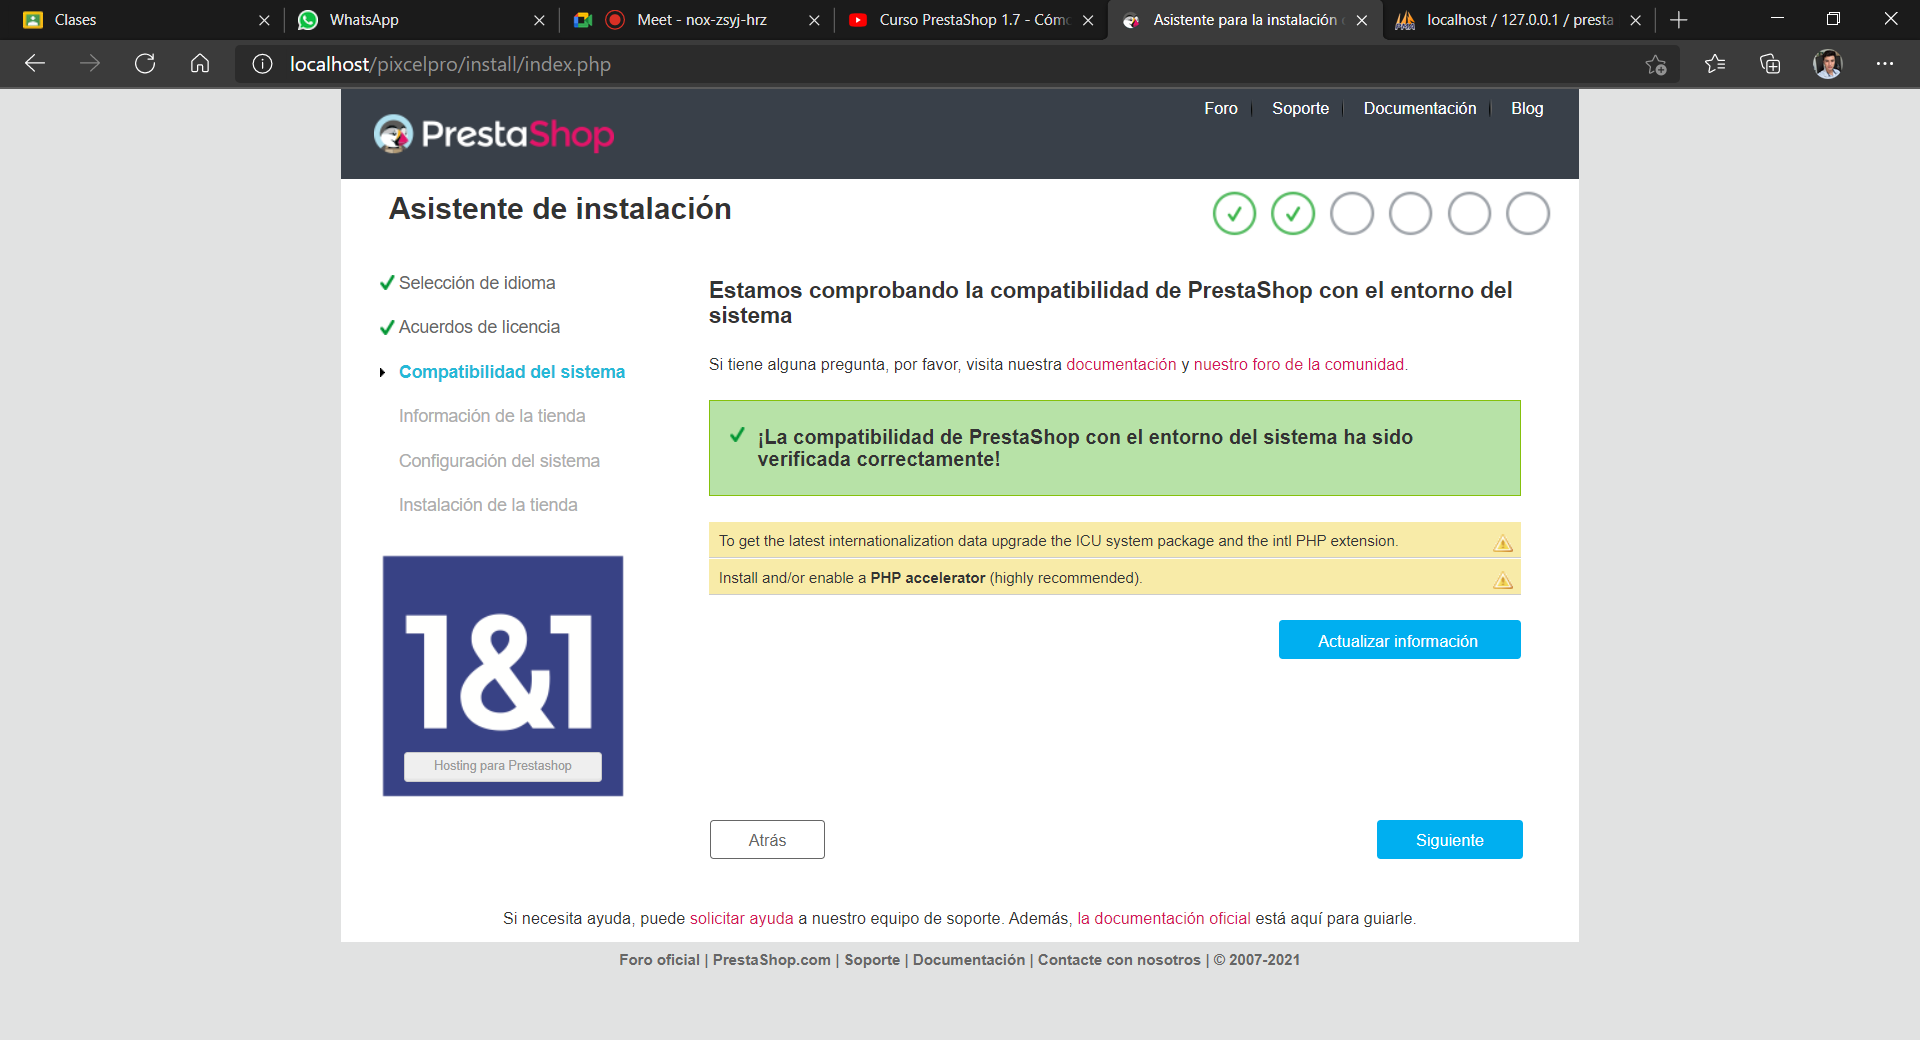 Clases
WhatsApp
Meet - nox-zsyj-hrz
Curso PrestaShop 1.7 - Cómo
Asistente para la instalación
localhost / 127.0.0.1 / presta
localhost/pixcelpro/install/index.php
Foro
Soporte
Documentación
Blog
PrestaShop
Asistente de instalación
Selección de idioma
Acuerdos de licencia
Compatibilidad del sistema
Información de la tienda
Configuración del sistema
Instalación de la tienda
1&1
Hosting para Prestashop
Estamos comprobando la compatibilidad de PrestaShop con el entorno del
sistema
Si tiene alguna pregunta, por favor, visita nuestra documentación y nuestro foro de la comunidad.
¡La compatibilidad de PrestaShop con el entorno del sistema ha sido
verificada correctamente!
To get the latest internationalization data upgrade the ICU system package and the intl PHP extension.
Install and/or enable a PHP accelerator (highly recommended).
Actualizar información
Atrás
Siguiente
Si necesita ayuda, puede solicitar ayuda a nuestro equipo de soporte. Además, la documentación oficial está aquí para guiarle.
Foro oficial | PrestaShop.com | Soporte | Documentación | Contacte con nosotros | © 2007-2021